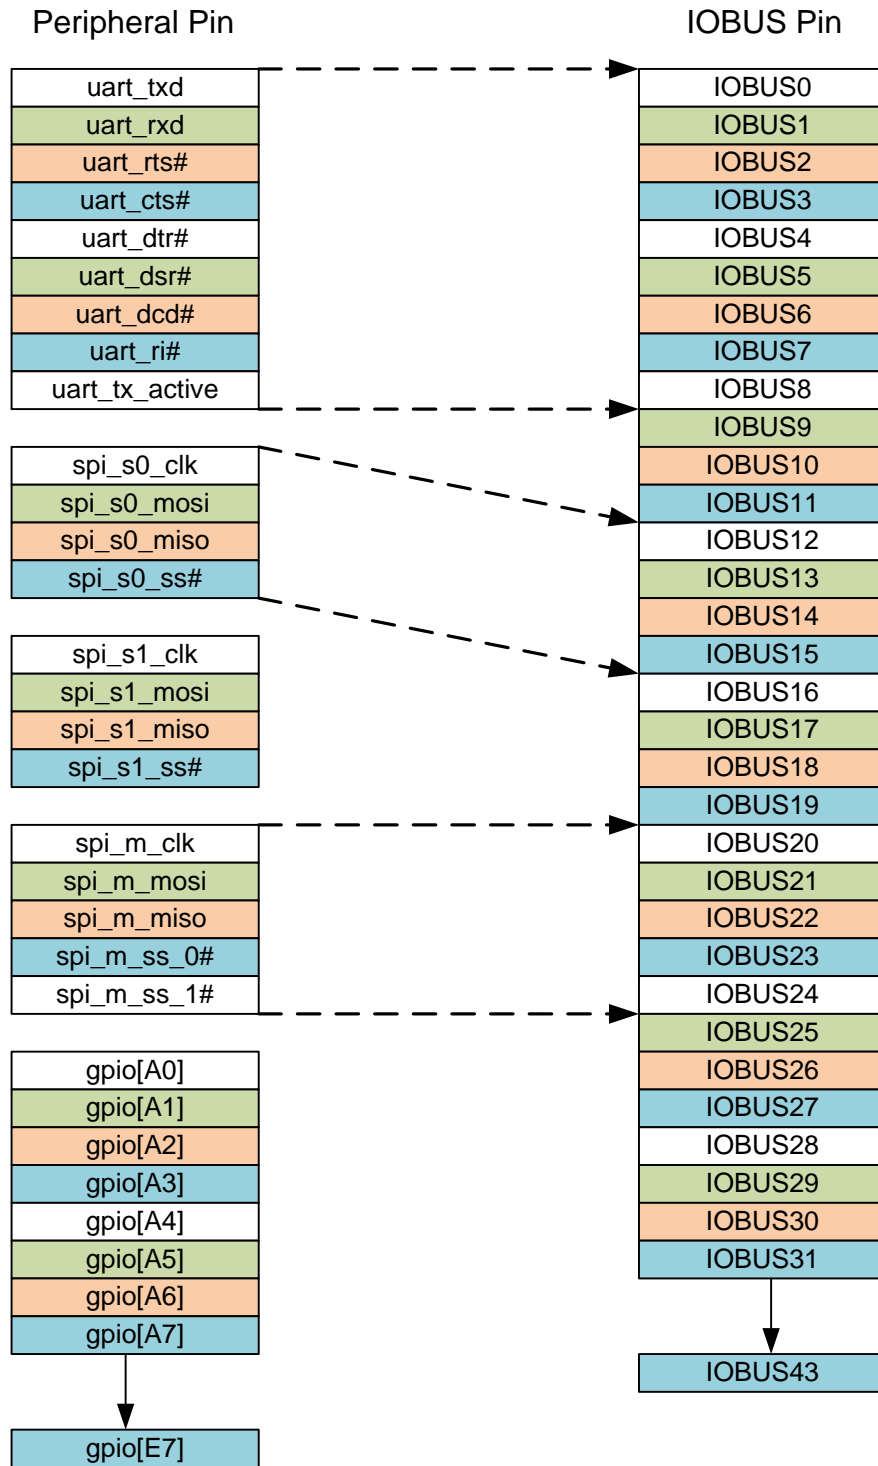 Peripheral Pin
uart_txd
uart_rxd
uart_rts#
uart_cts#
uart_dtr#
uart_dsr#
uart_dcd#
uart_ri#
uart_tx_active
spi_s0_clk
spi_s0_mosi
spi_s0_miso
spi_s0_ss#
spi_s1_clk
spi_s1_mosi
spi_s1_miso
spi_s1_ss#
spi_m_clk
spi_m_mosi
spi_m_miso
spi_m_ss_0#
spi_m_ss_1#
gpio[A0]
gpio[A1]
gpio[A2]
gpio[A3]
gpio[A4]
gpio[A5]
gpio[A6]
gpio[A7]
gpio[E7]
IOBUS Pin
IOBUS0
IOBUS1
IOBUS2
IOBUS3
IOBUS4
IOBUS5
IOBUS6
IOBUS7
IOBUS8
IOBUS9
IOBUS10
IOBUS11
IOBUS12
IOBUS13
IOBUS14
IOBUS15
IOBUS16
IOBUS17
IOBUS18
IOBUS19
IOBUS20
IOBUS21
IOBUS22
IOBUS23
IOBUS24
IOBUS25
IOBUS26
IOBUS27
IOBUS28
IOBUS29
IOBUS30
IOBUS31
IOBUS43